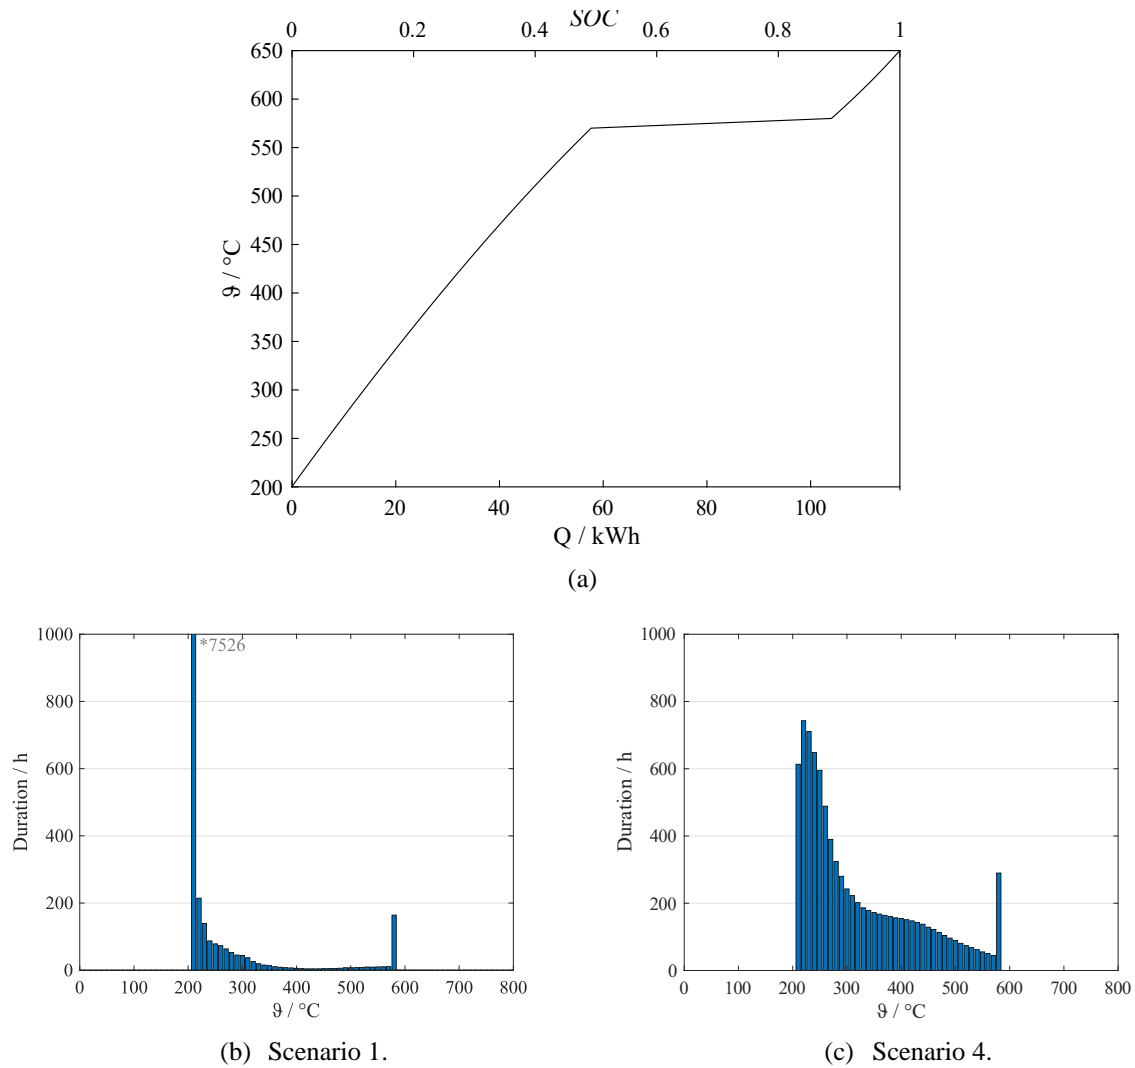 SOC
0 0.2 0.4 0.6 0.8 1
650
600
550
500
450
400
350
300
250
200
ϑ / °C
0 20 40 60 80 100
Q / kWh
(a)
1000
800
600
400
200
0
Duration / h
*7526
0 100 200 300 400 500 600 700 800
ϑ / °C
(b) Scenario 1.
1000
800
600
400
200
0
Duration / h
0 100 200 300 400 500 600 700 800
ϑ / °C
(c) Scenario 4.